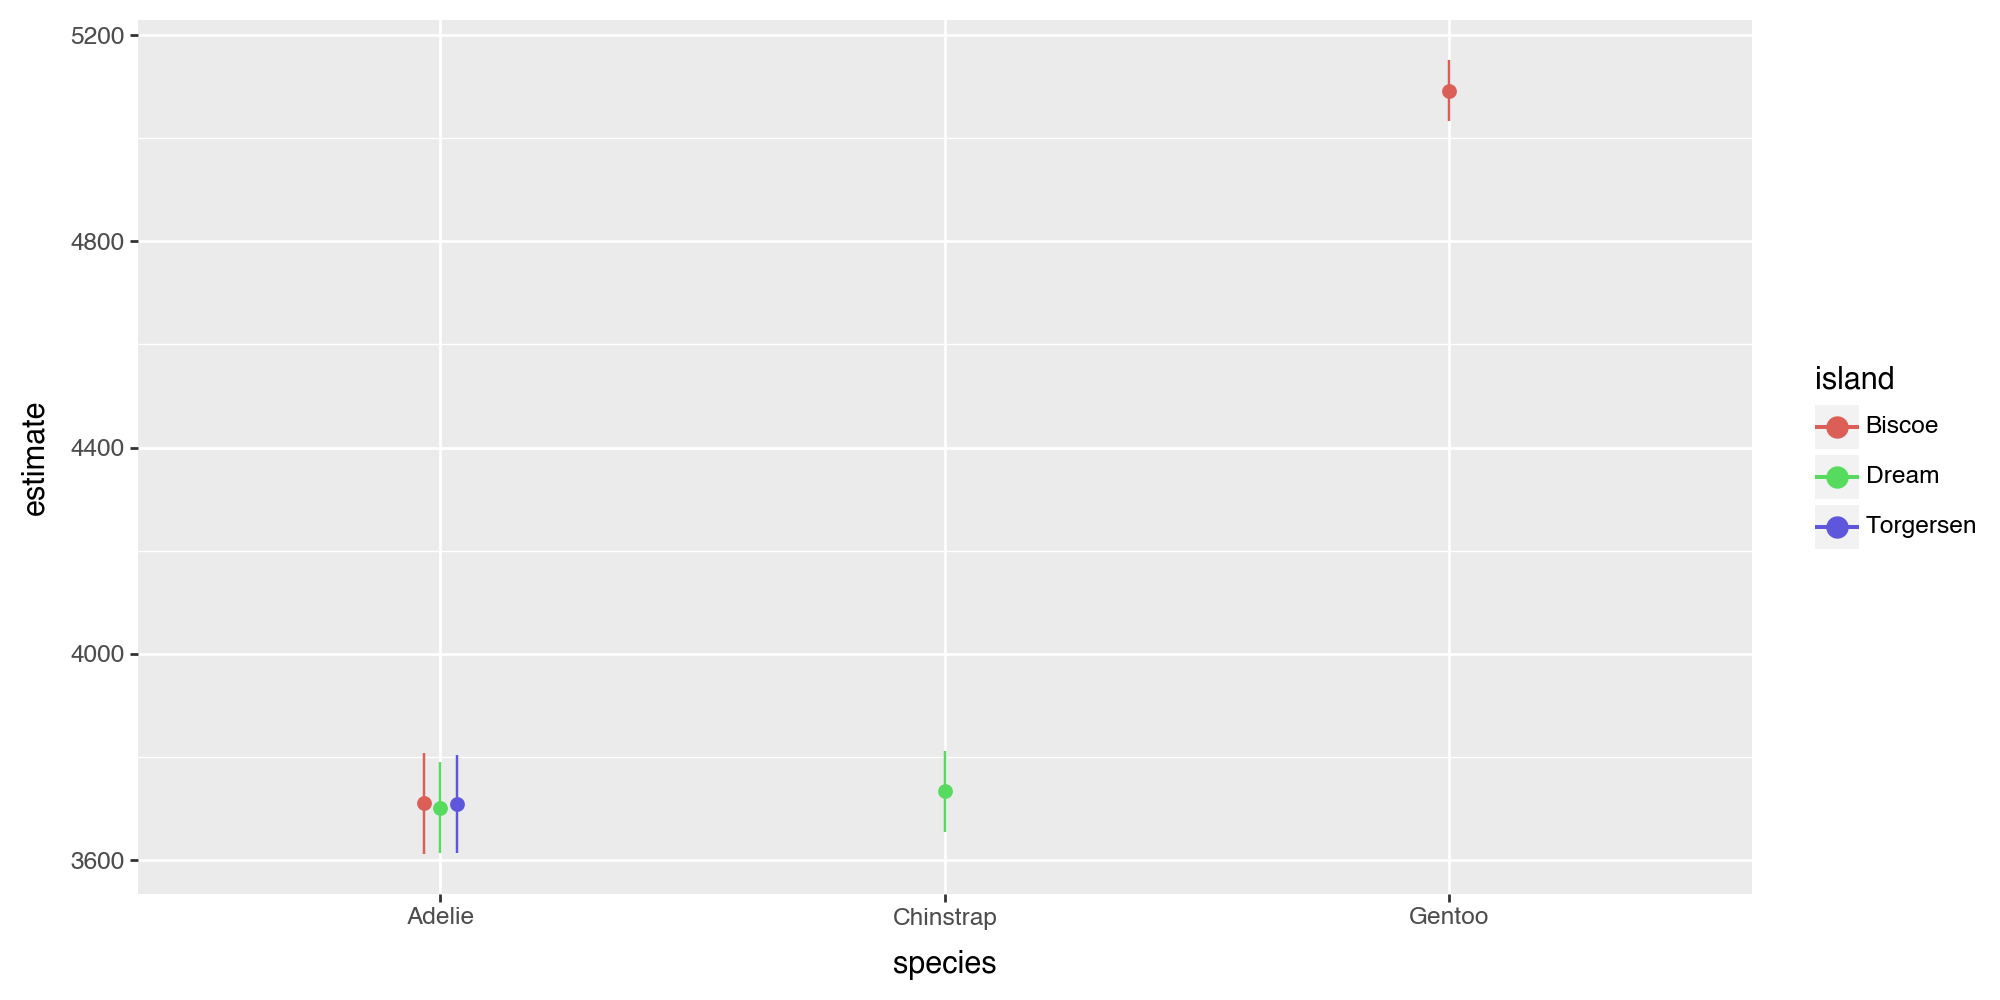 5200
4800
4400
4000
3600
estimate
Adelie
Chinstrap
Gentoo
species
island
Biscoe
Dream
Torgersen